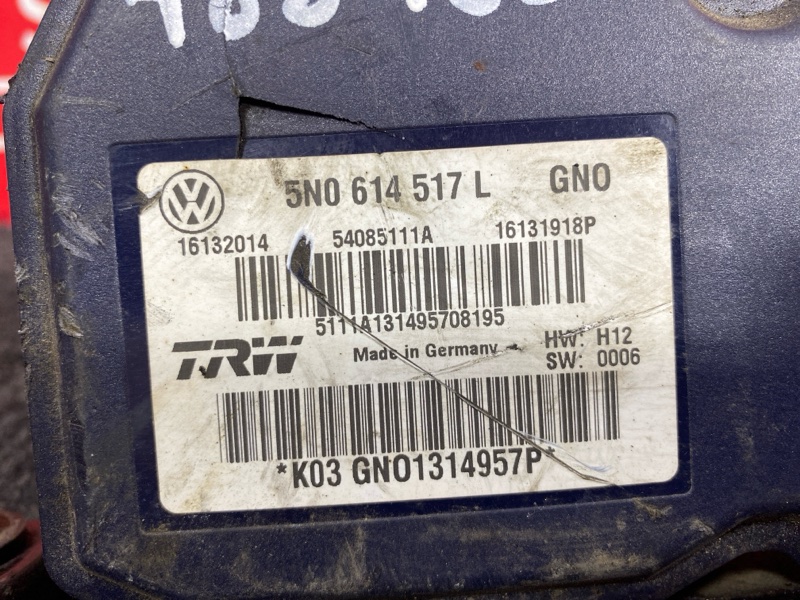 5N0 614 517 L GNO
16132014 54085111A 16131918P
5111A131495708195
TRW Made in Germany HW: H12
SW: 0006
*K03 GNO1314957P*